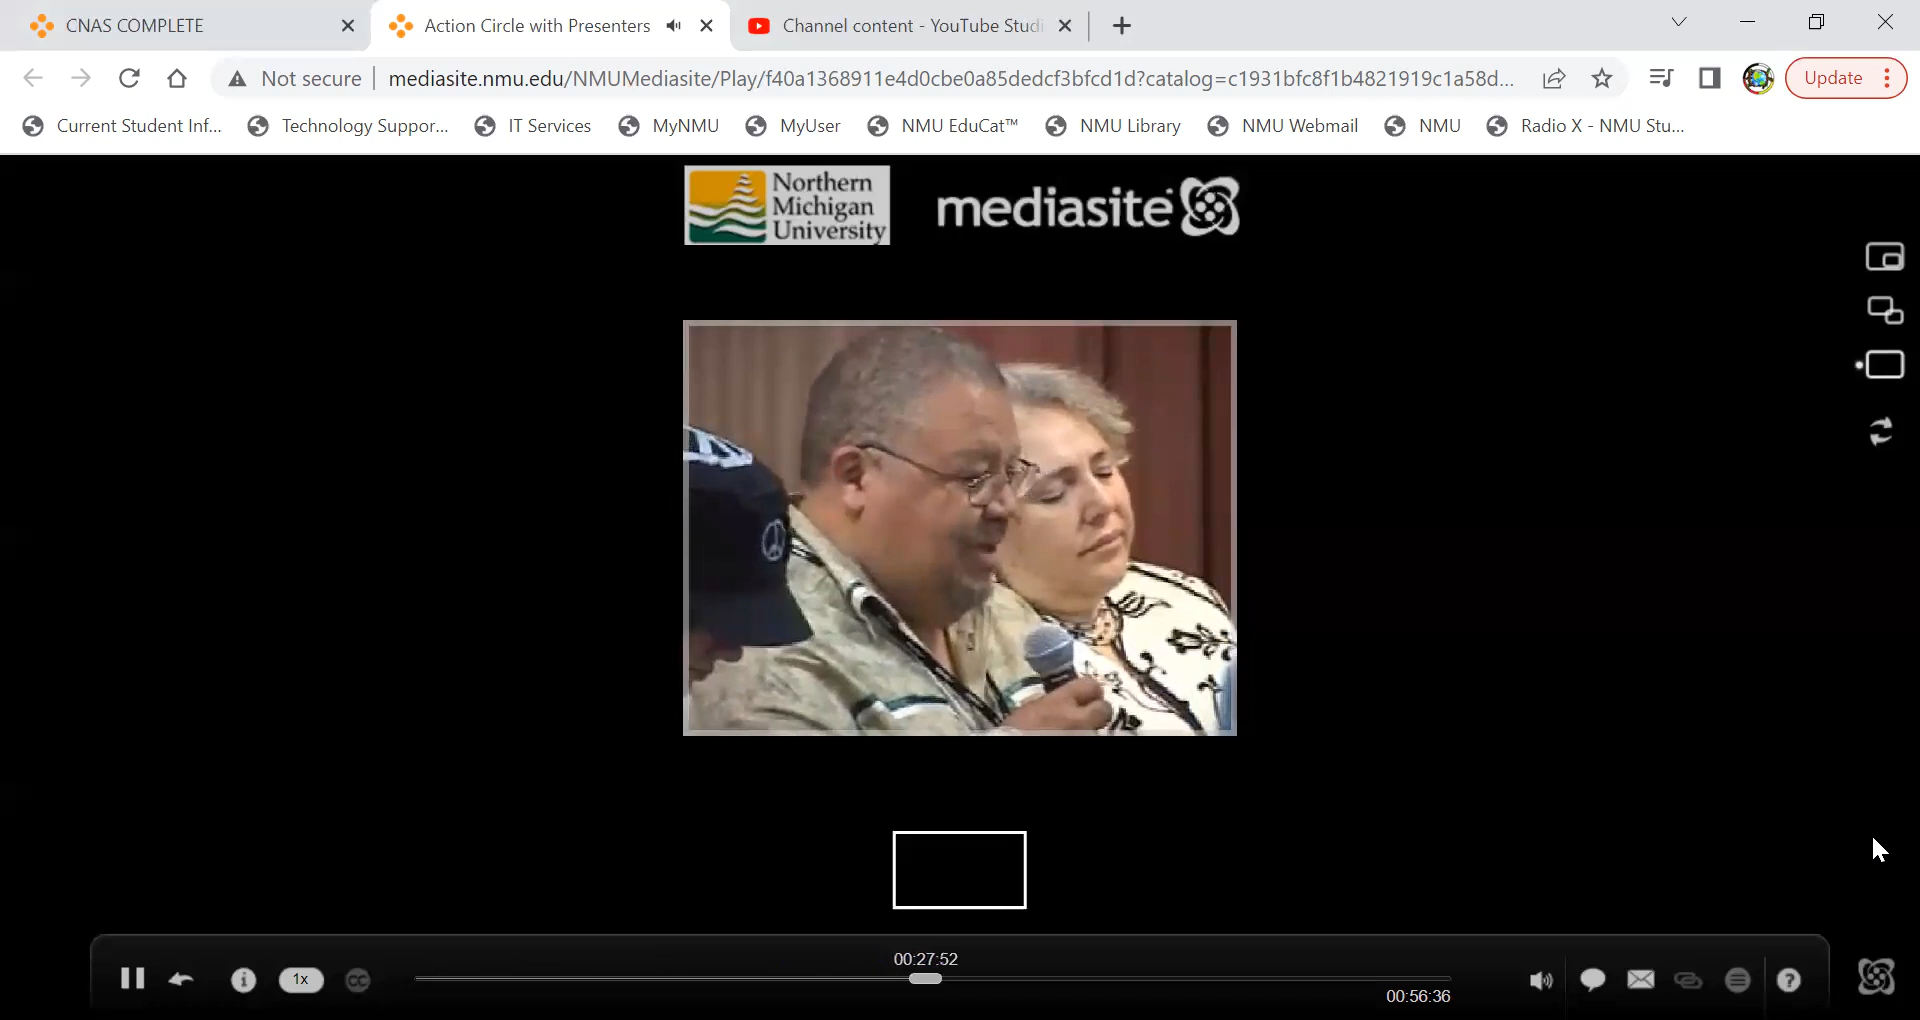 CNAS COMPLETE
Action Circle with Presenters
Channel content - YouTube Studi
Not secure
mediasite.nmu.edu/NMUMediasite/Play/f40a1368911e4d0cbe0a85dedcf3bfcd1d?catalog=c1931bfc8f1b4821919c1a58d...
Update
Current Student Inf...
Technology Suppor...
IT Services
MyNMU
MyUser
NMU EduCat™
NMU Library
NMU Webmail
NMU
Radio X - NMU Stu...
Northern
Michigan
University
mediasite
00:27:52
1x
CC
00:56:36